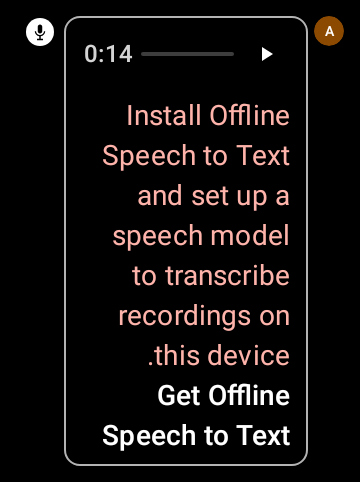 0:14
A
Install Offline
Speech to Text
and set up a
speech model
to transcribe
recordings on
.this device
Get Offline
Speech to Text